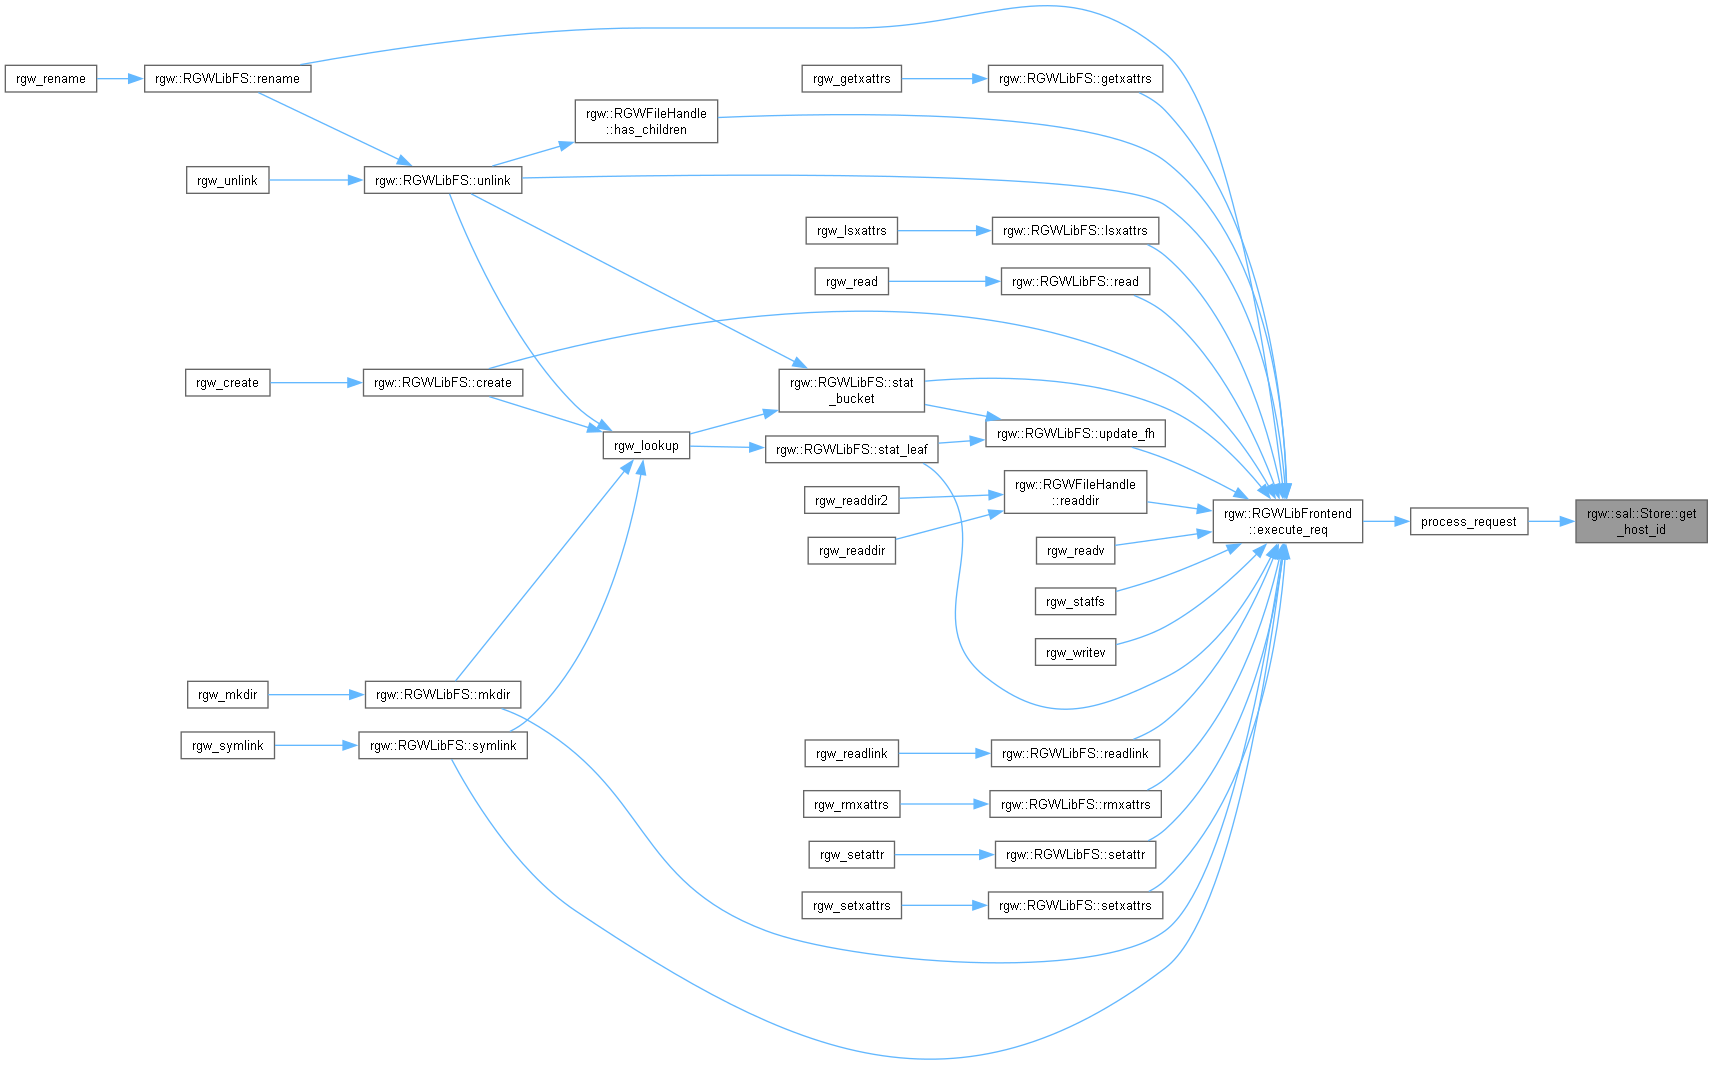 rgw_rename
rgw::RGWLibFS::rename
rgw_getxattrs
rgw::RGWLibFS::getxattrs
rgw::RGWFileHandle
::has_children
rgw_unlink
rgw::RGWLibFS::unlink
rgw_lsxattrs
rgw::RGWLibFS::lsxattrs
rgw_read
rgw::RGWLibFS::read
rgw_create
rgw::RGWLibFS::create
rgw::RGWLibFS::stat
_bucket
rgw::RGWLibFS::update_fh
rgw_lookup
rgw::RGWLibFS::stat_leaf
rgw_readdir2
rgw::RGWFileHandle
::readdir
rgw::RGWLibFrontend
::execute_req
process_request
rgw::sal::Store::get
_host_id
rgw_readdir
rgw_readv
rgw_statfs
rgw_writev
rgw_mkdir
rgw::RGWLibFS::mkdir
rgw_symlink
rgw::RGWLibFS::symlink
rgw_readlink
rgw::RGWLibFS::readlink
rgw_rmxattrs
rgw::RGWLibFS::rmxattrs
rgw_setattr
rgw::RGWLibFS::setattr
rgw_setxattrs
rgw::RGWLibFS::setxattrs